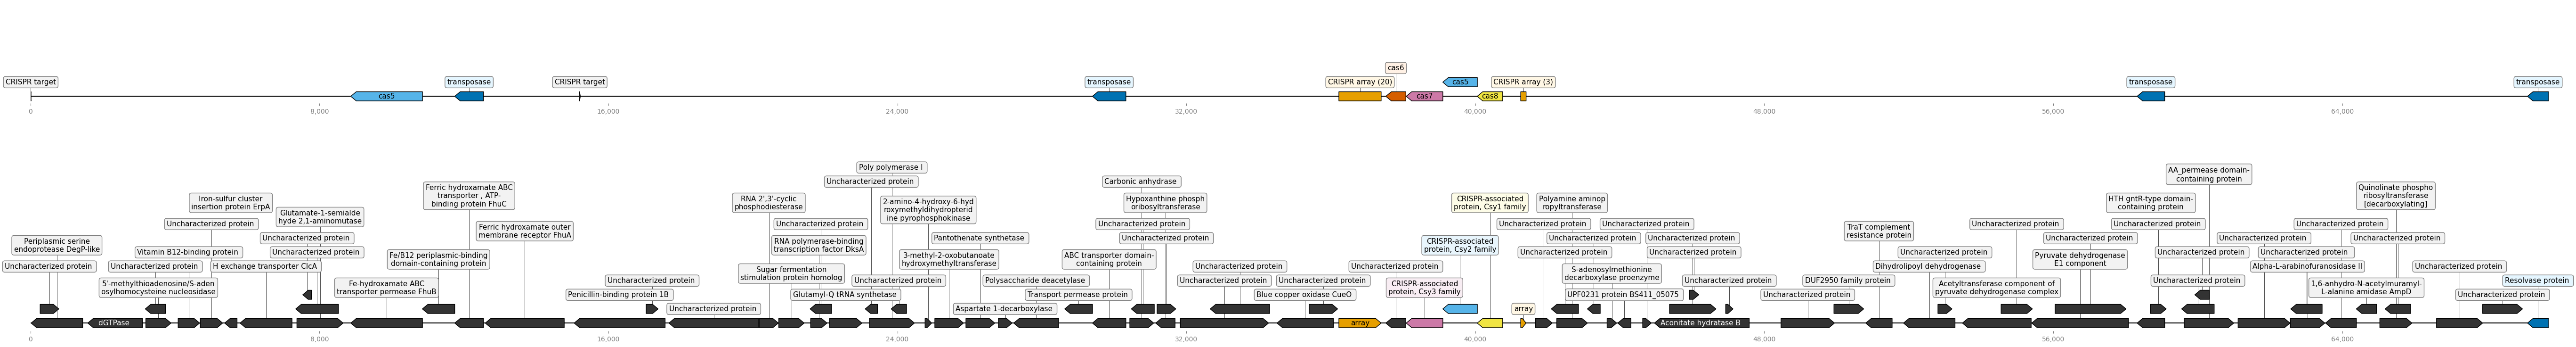 cas6
CRISPR target
transposase
CRISPR target
transposase
CRISPR array (20)
cas5
CRISPR array (3)
transposase
transposase
cas5
cas7
cas8
0
8,000
16,000
24,000
32,000
40,000
48,000
56,000
64,000
Poly polymerase I
AA_permease domain-
containing protein
Uncharacterized protein
Carbonic anhydrase
Ferric hydroxamate ABC
transporter , ATP-
binding protein FhuC
Quinolinate phospho
ribosyltransferase
[decarboxylating]
Iron-sulfur cluster
insertion protein ErpA
RNA 2',3'-cyclic
phosphodiesterase
2-amino-4-hydroxy-6-hyd
roxymethyldihydropterid
ine pyrophosphokinase
Hypoxanthine phosph
oribosyltransferase
CRISPR-associated
protein, Csy1 family
Polyamine aminop
ropyltransferase
HTH gntR-type domain-
containing protein
Glutamate-1-semialde
hyde 2,1-aminomutase
Uncharacterized protein
Ferric hydroxamate outer
membrane receptor FhuA
Uncharacterized protein
Uncharacterized protein
Uncharacterized protein
Uncharacterized protein
TraT complement
resistance protein
Uncharacterized protein
Uncharacterized protein
Uncharacterized protein
Periplasmic serine
endoprotease DegP-like
Uncharacterized protein
RNA polymerase-binding
transcription factor DksA
Pantothenate synthetase
Uncharacterized protein
CRISPR-associated
protein, Csy2 family
Uncharacterized protein
Uncharacterized protein
Uncharacterized protein
Uncharacterized protein
Vitamin B12-binding protein
Uncharacterized protein
Fe/B12 periplasmic-binding
domain-containing protein
3-methyl-2-oxobutanoate
hydroxymethyltransferase
ABC transporter domain-
containing protein
Uncharacterized protein
Uncharacterized protein
Pyruvate dehydrogenase
E1 component
Uncharacterized protein
Uncharacterized protein
Uncharacterized protein
Uncharacterized protein
H exchange transporter ClcA
Sugar fermentation
stimulation protein homolog
Uncharacterized protein
Uncharacterized protein
S-adenosylmethionine
decarboxylase proenzyme
Dihydrolipoyl dehydrogenase
Alpha-L-arabinofuranosidase II
Uncharacterized protein
5'-methylthioadenosine/S-aden
osylhomocysteine nucleosidase
Fe-hydroxamate ABC
transporter permease FhuB
Uncharacterized protein
Uncharacterized protein
Polysaccharide deacetylase
Uncharacterized protein
Uncharacterized protein
CRISPR-associated
protein, Csy3 family
Uncharacterized protein
DUF2950 family protein
Acetyltransferase component of
pyruvate dehydrogenase complex
Uncharacterized protein
1,6-anhydro-N-acetylmuramyl-
L-alanine amidase AmpD
Resolvase protein
Penicillin-binding protein 1B
Glutamyl-Q tRNA synthetase
Transport permease protein
Blue copper oxidase CueO
UPF0231 protein BS411_05075
Uncharacterized protein
Uncharacterized protein
Uncharacterized protein
Aspartate 1-decarboxylase
array
dGTPase
array
Aconitate hydratase B
0
8,000
16,000
24,000
32,000
40,000
48,000
56,000
64,000